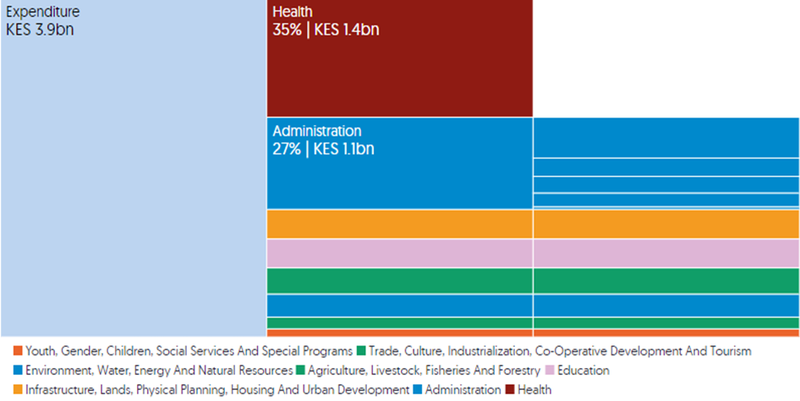 Expenditure
KES 3.9bn
Health
35% | KES 1.4bn
Administration
27% | KES 1.1bn
Youth, Gender, Children, Social Services And Special Programs Trade, Culture, Industrialization, Co-Operative Development And Tourism
Environment, Water, Energy And Natural Resources Agriculture, Livestock, Fisheries And Forestry Education
Infrastructure, Lands, Physical Planning, Housing And Urban Development Administration Health